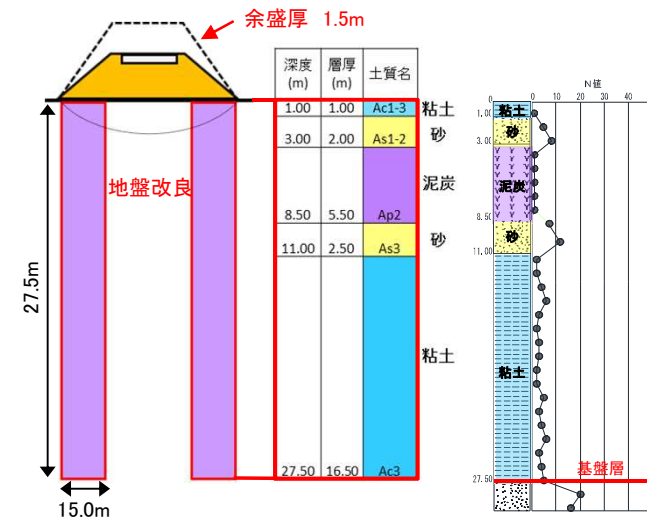 余盛厚 1.5m
深度
(m)
層厚
(m)
土質名
1.00 1.00 Ac1-3 粘土
3.00 2.00 As1-2 砂
8.50 5.50 Ap2 泥炭
11.00 2.50 As3 砂
27.50 16.50 Ac3 粘土
地盤改良
27.5m
15.0m
N値
0 10 20 30 40
1.00 粘土
3.00 砂
8.50 泥炭
11.00 砂
粘土
27.50
基盤層